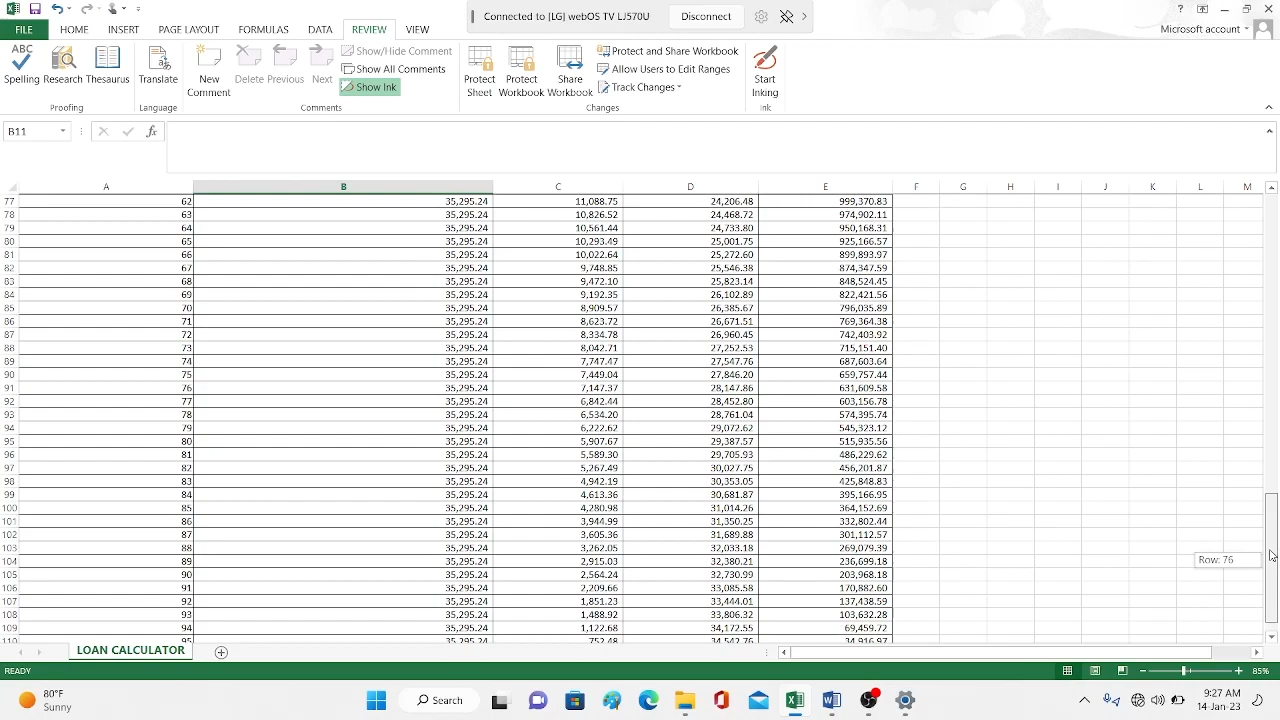 Connected to [LG] webOS TV LJ570U Disconnect
?
FILE HOME INSERT PAGE LAYOUT FORMULAS DATA REVIEW VIEW Microsoft account
ABC
Spelling Research Thesaurus Translate New Comment Delete Previous Next Show/Hide Comment Show All Comments Show Ink Protect Sheet Protect Workbook Share Workbook Protect and Share Workbook Allow Users to Edit Ranges Track Changes Start Inking
Proofing Language Comments Changes Ink
B11 fx
A B C D E F G H I J K L M
77 62 35,295.24 11,088.75 24,206.48 999,370.83
78 63 35,295.24 10,826.52 24,468.72 974,902.11
79 64 35,295.24 10,561.44 24,733.80 950,168.31
80 65 35,295.24 10,293.49 25,001.75 925,166.57
81 66 35,295.24 10,022.64 25,272.60 899,893.97
82 67 35,295.24 9,748.85 25,546.38 874,347.59
83 68 35,295.24 9,472.10 25,823.14 848,524.45
84 69 35,295.24 9,192.35 26,102.89 822,421.56
85 70 35,295.24 8,909.57 26,385.67 796,035.89
86 71 35,295.24 8,623.72 26,671.51 769,364.38
87 72 35,295.24 8,334.78 26,960.45 742,403.92
88 73 35,295.24 8,042.71 27,252.53 715,151.40
89 74 35,295.24 7,747.47 27,547.76 687,603.64
90 75 35,295.24 7,449.04 27,846.20 659,757.44
91 76 35,295.24 7,147.37 28,147.86 631,609.58
92 77 35,295.24 6,842.44 28,452.80 603,156.78
93 78 35,295.24 6,534.20 28,761.04 574,395.74
94 79 35,295.24 6,222.62 29,072.62 545,323.12
95 80 35,295.24 5,907.67 29,387.57 515,935.56
96 81 35,295.24 5,589.30 29,705.93 486,229.62
97 82 35,295.24 5,267.49 30,027.75 456,201.87
98 83 35,295.24 4,942.19 30,353.05 425,848.83
99 84 35,295.24 4,613.36 30,681.87 395,166.95
100 85 35,295.24 4,280.98 31,014.26 364,152.69
101 86 35,295.24 3,944.99 31,350.25 332,802.44
102 87 35,295.24 3,605.36 31,689.88 301,112.57
103 88 35,295.24 3,262.05 32,033.18 269,079.39
104 89 35,295.24 2,915.03 32,380.21 236,699.18
Row: 76
105 90 35,295.24 2,564.24 32,730.99 203,968.18
106 91 35,295.24 2,209.66 33,085.58 170,882.60
107 92 35,295.24 1,851.23 33,444.01 137,438.59
108 93 35,295.24 1,488.92 33,806.32 103,632.28
109 94 35,295.24 1,122.68 34,172.55 69,459.72
110 95 35,295.24 752.48 34,542.76 34,916.97
LOAN CALCULATOR
READY 85%
80°F
Sunny
Search
9:27 AM
14-Jan-23